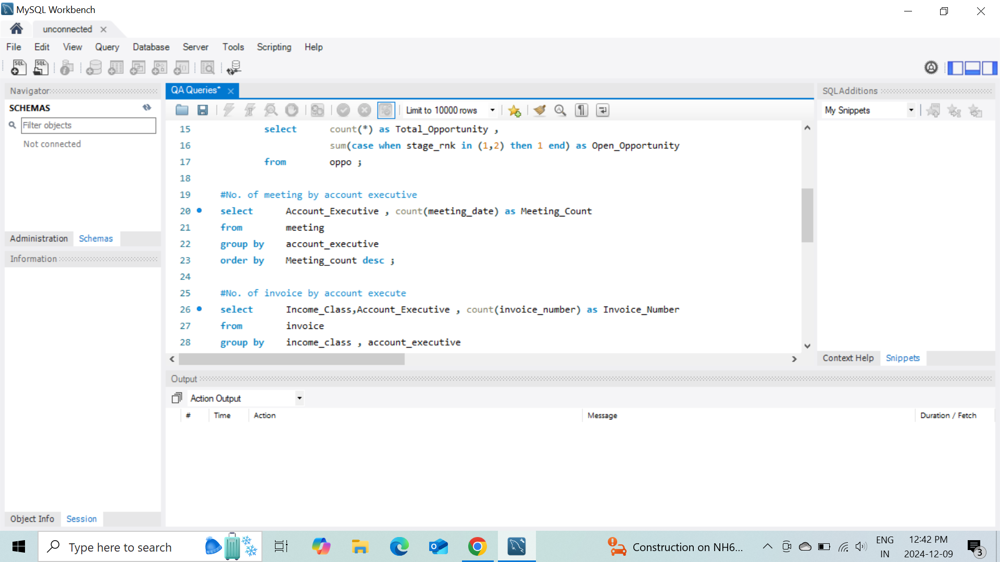 MySQL Workbench
unconnected
File Edit View Query Database Server Tools Scripting Help
Navigator
SCHEMAS
Filter objects
Not connected
Administration Schemas
Information
Object Info Session
QA Queries*
Limit to 10000 rows
15 select count(*) as Total_Opportunity ,
16 sum(case when stage_rnk in (1,2) then 1 end) as Open_Opportunity
17 from oppo ;
18
19 #No. of meeting by account executive
20 select Account_Executive , count(meeting_date) as Meeting_Count
21 from meeting
22 group by account_executive
23 order by Meeting_count desc ;
24
25 #No. of invoice by account execute
26 select Income_Class,Account_Executive , count(invoice_number) as Invoice_Number
27 from invoice
28 group by income_class , account_executive
SQLAdditions
My Snippets
Context Help Snippets
Output
Action Output
# Time Action Message Duration / Fetch
Type here to search
Construction on NH6...
ENG
IN
12:42 PM
2024-12-09
3